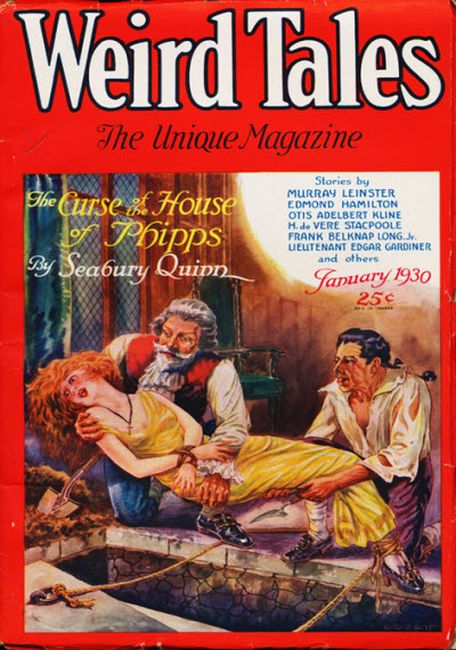 Weird Tales
The Unique Magazine
The Curse of the House
of Phipps
By Seabury Quinn
Stories by
MURRAY LEINSTER
EDMOND HAMILTON
OTIS ADELBERT KLINE
H. de VERE STACPOOLE
FRANK BELKNAP LONG, Jr.
LIEUTENANT EDGAR GARDINER
and others
January 1930
25¢